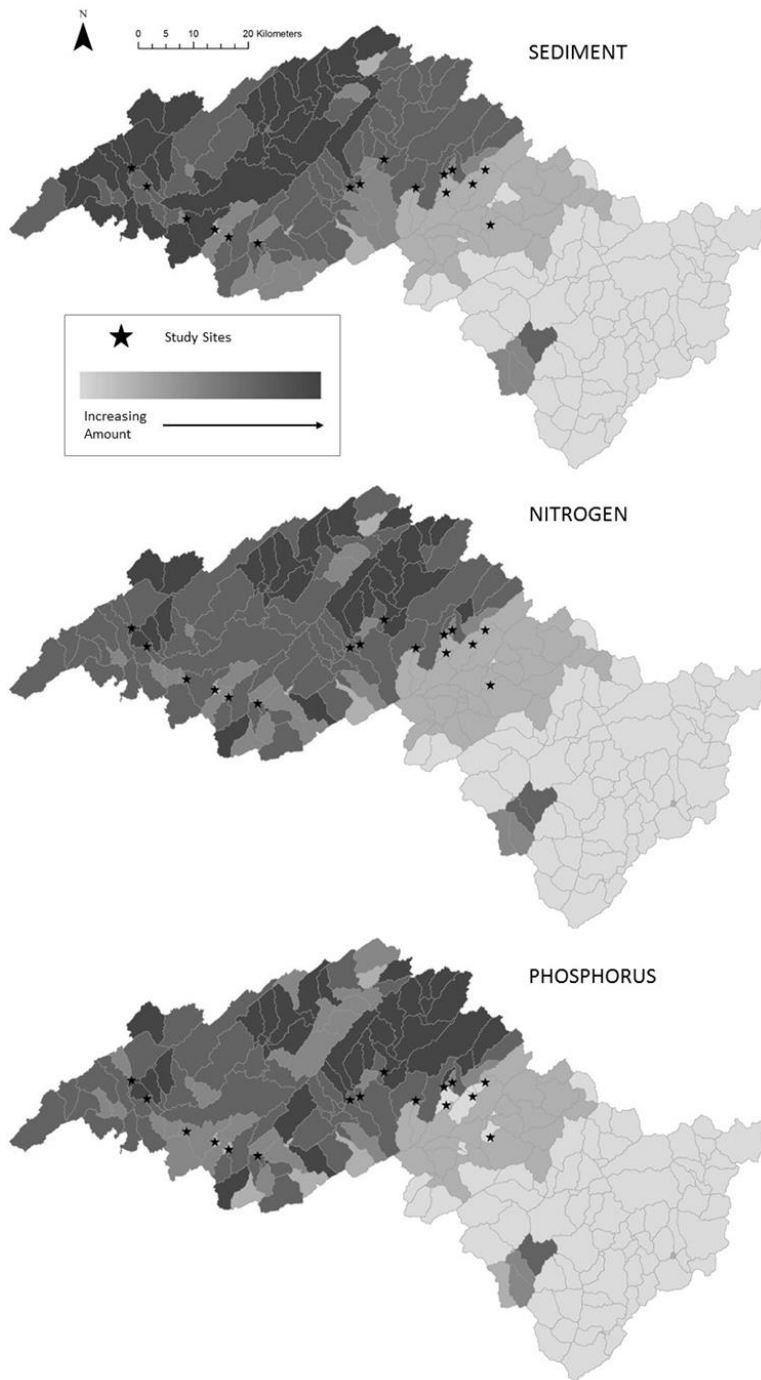 N
0 5 10 20 Kilometers
SEDIMENT
Study Sites
Increasing
Amount
NITROGEN
PHOSPHORUS